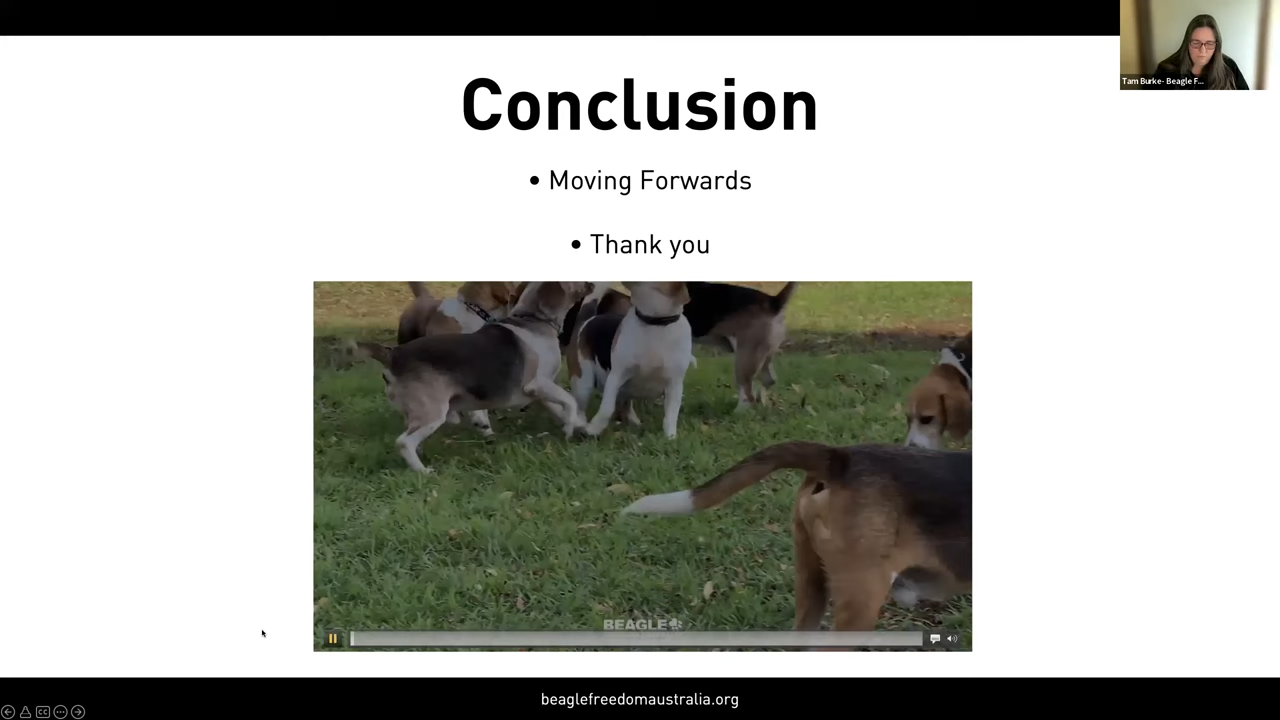 Conclusion
• Moving Forwards
• Thank you
Tam Burke- Beagle F...
BEAGLE
beaglefreedomaustralia.org